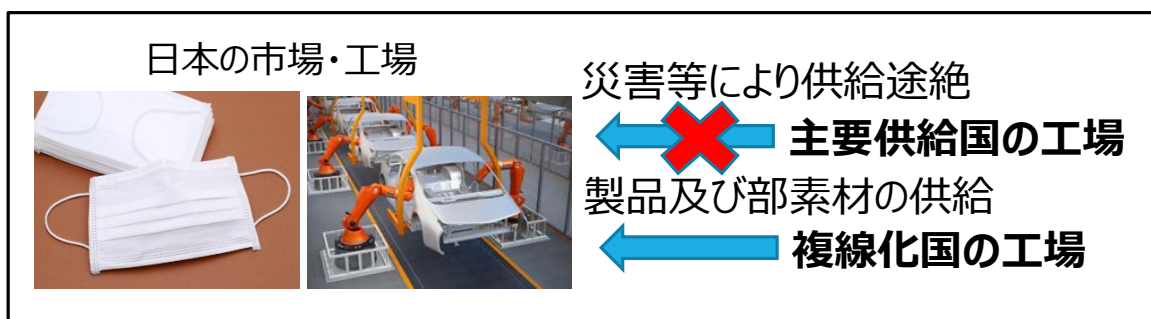 日本の市場・工場
災害等により供給途絶
主要供給国の工場
製品及び部素材の供給
複線化国の工場